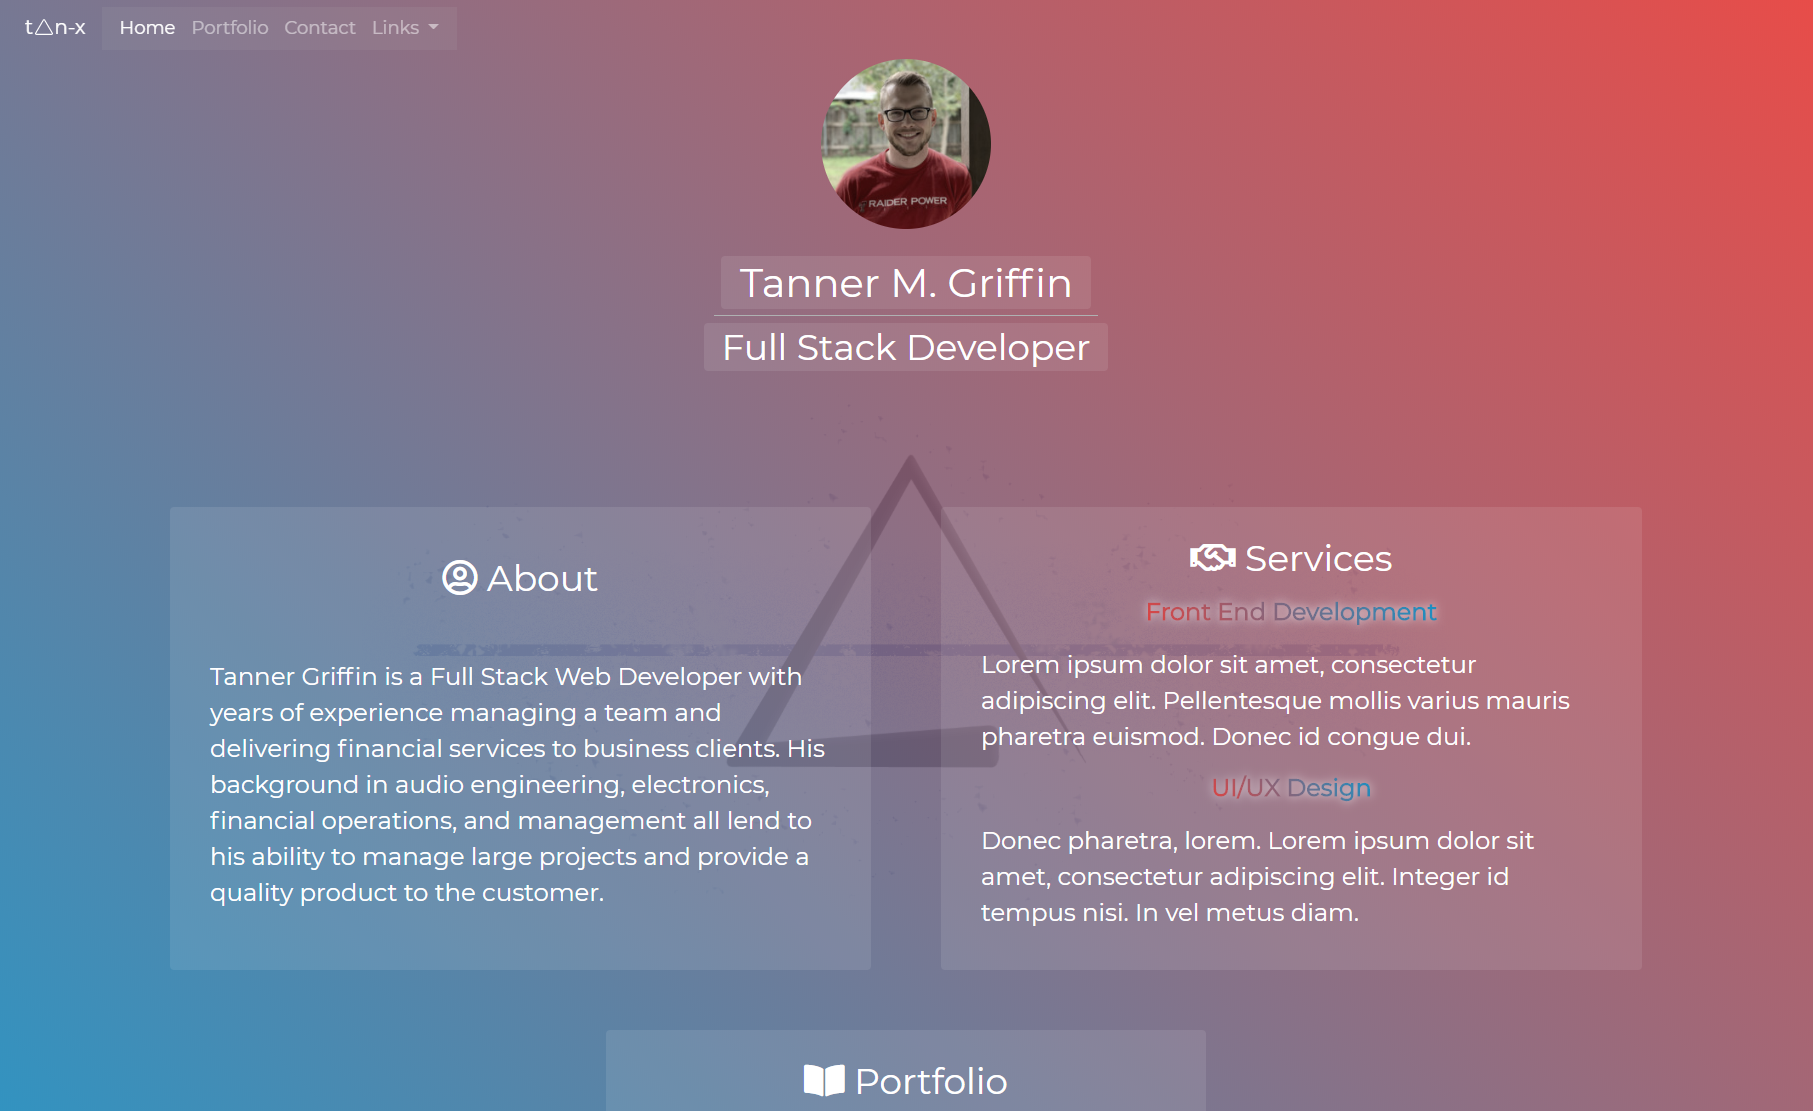 t△n-x Home Portfolio Contact Links
RAIDER POWER
Tanner M. Griffin
Full Stack Developer
About
Tanner Griffin is a Full Stack Web Developer with
years of experience managing a team and
delivering financial services to business clients. His
background in audio engineering, electronics,
financial operations, and management all lend to
his ability to manage large projects and provide a
quality product to the customer.
Services
Front End Development
Lorem ipsum dolor sit amet, consectetur
adipiscing elit. Pellentesque mollis varius mauris
pharetra euismod. Donec id congue dui.
UI/UX Design
Donec pharetra, lorem. Lorem ipsum dolor sit
amet, consectetur adipiscing elit. Integer id
tempus nisi. In vel metus diam.
Portfolio